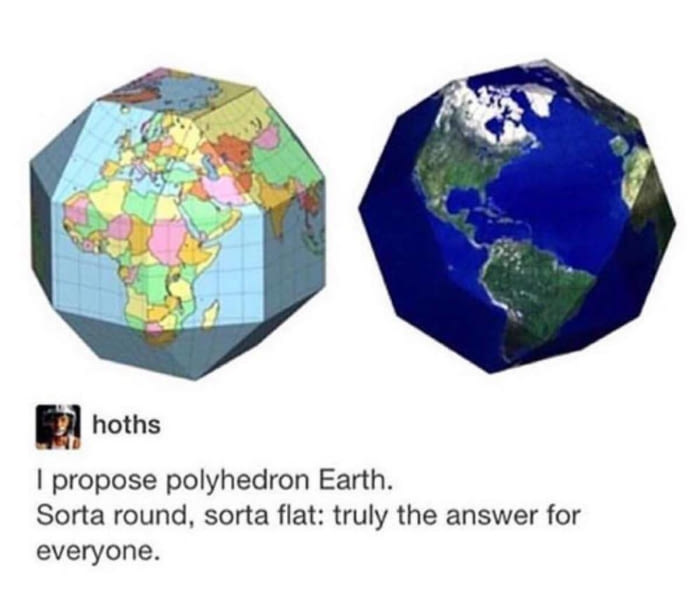 hoths
I propose polyhedron Earth.
Sorta round, sorta flat: truly the answer for
everyone.